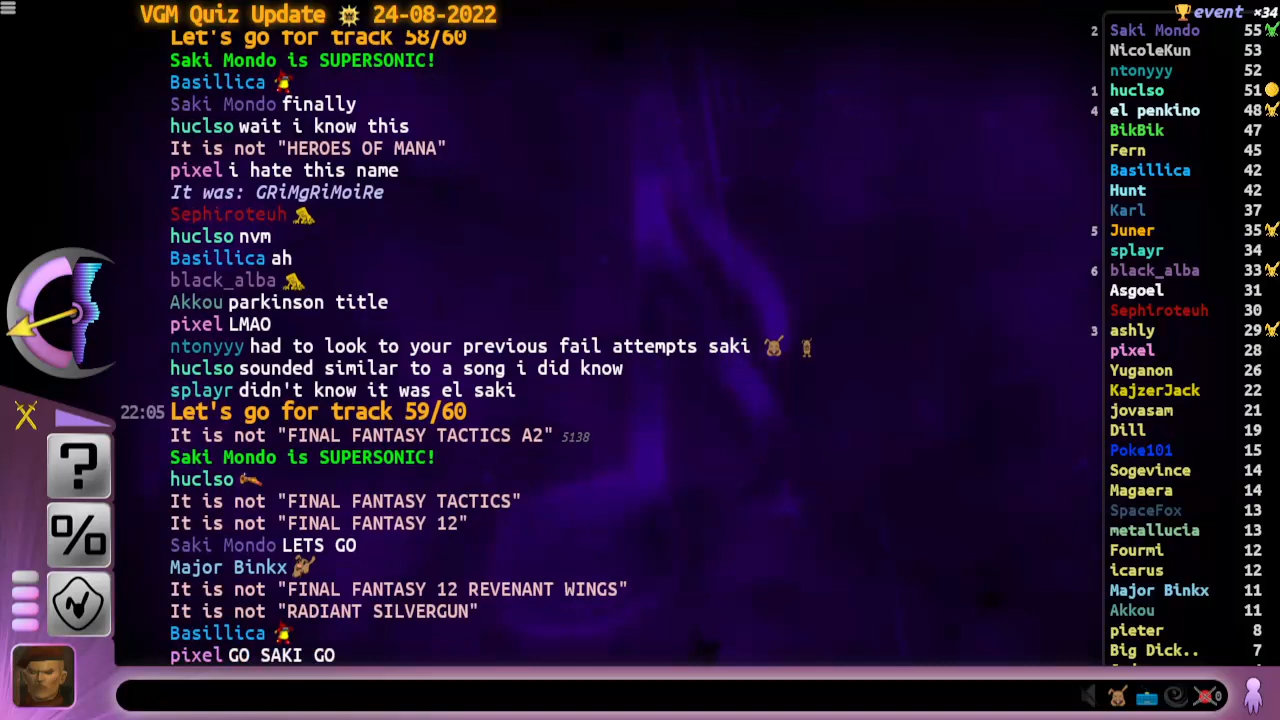 VGM Quiz Update 24-08-2022
Let's go for track 58/60
Saki Mondo is SUPERSONIC!
Basillica
Saki Mondo finally
huclso wait i know this
It is not "HEROES OF MANA"
pixel i hate this name
It was: GRiMgRiMoiRe
Sephiroteuh
huclso nvm
Basillica ah
black_alba
Akkou parkinson title
pixel LMAO
ntonyyy had to look to your previous fail attempts saki
huclso sounded similar to a song i did know
splayr didn't know it was el saki
22:05 Let's go for track 59/60
It is not "FINAL FANTASY TACTICS A2" 5138
Saki Mondo is SUPERSONIC!
huclso
It is not "FINAL FANTASY TACTICS"
It is not "FINAL FANTASY 12"
Saki Mondo LETS GO
Major Binkx
It is not "FINAL FANTASY 12 REVENANT WINGS"
It is not "RADIANT SILVERGUN"
Basillica
pixel GO SAKI GO
?
%
event ×34
2 Saki Mondo 55
NicoleKun 53
ntonyyy 52
1 huclso 51
4 el penkino 48
BikBik 47
Fern 45
Basillica 42
Hunt 42
Karl 37
5 Juner 35
splayr 34
6 black_alba 33
Asgoel 31
Sephiroteuh 30
3 ashly 29
pixel 28
Yuganon 26
KajzerJack 22
jovasam 21
Dill 19
Poke101 15
Sogevince 14
Magaera 14
SpaceFox 13
metallucia 13
Fourmi 12
icarus 12
Major Binkx 11
Akkou 11
pieter 8
Big Dick.. 7
0